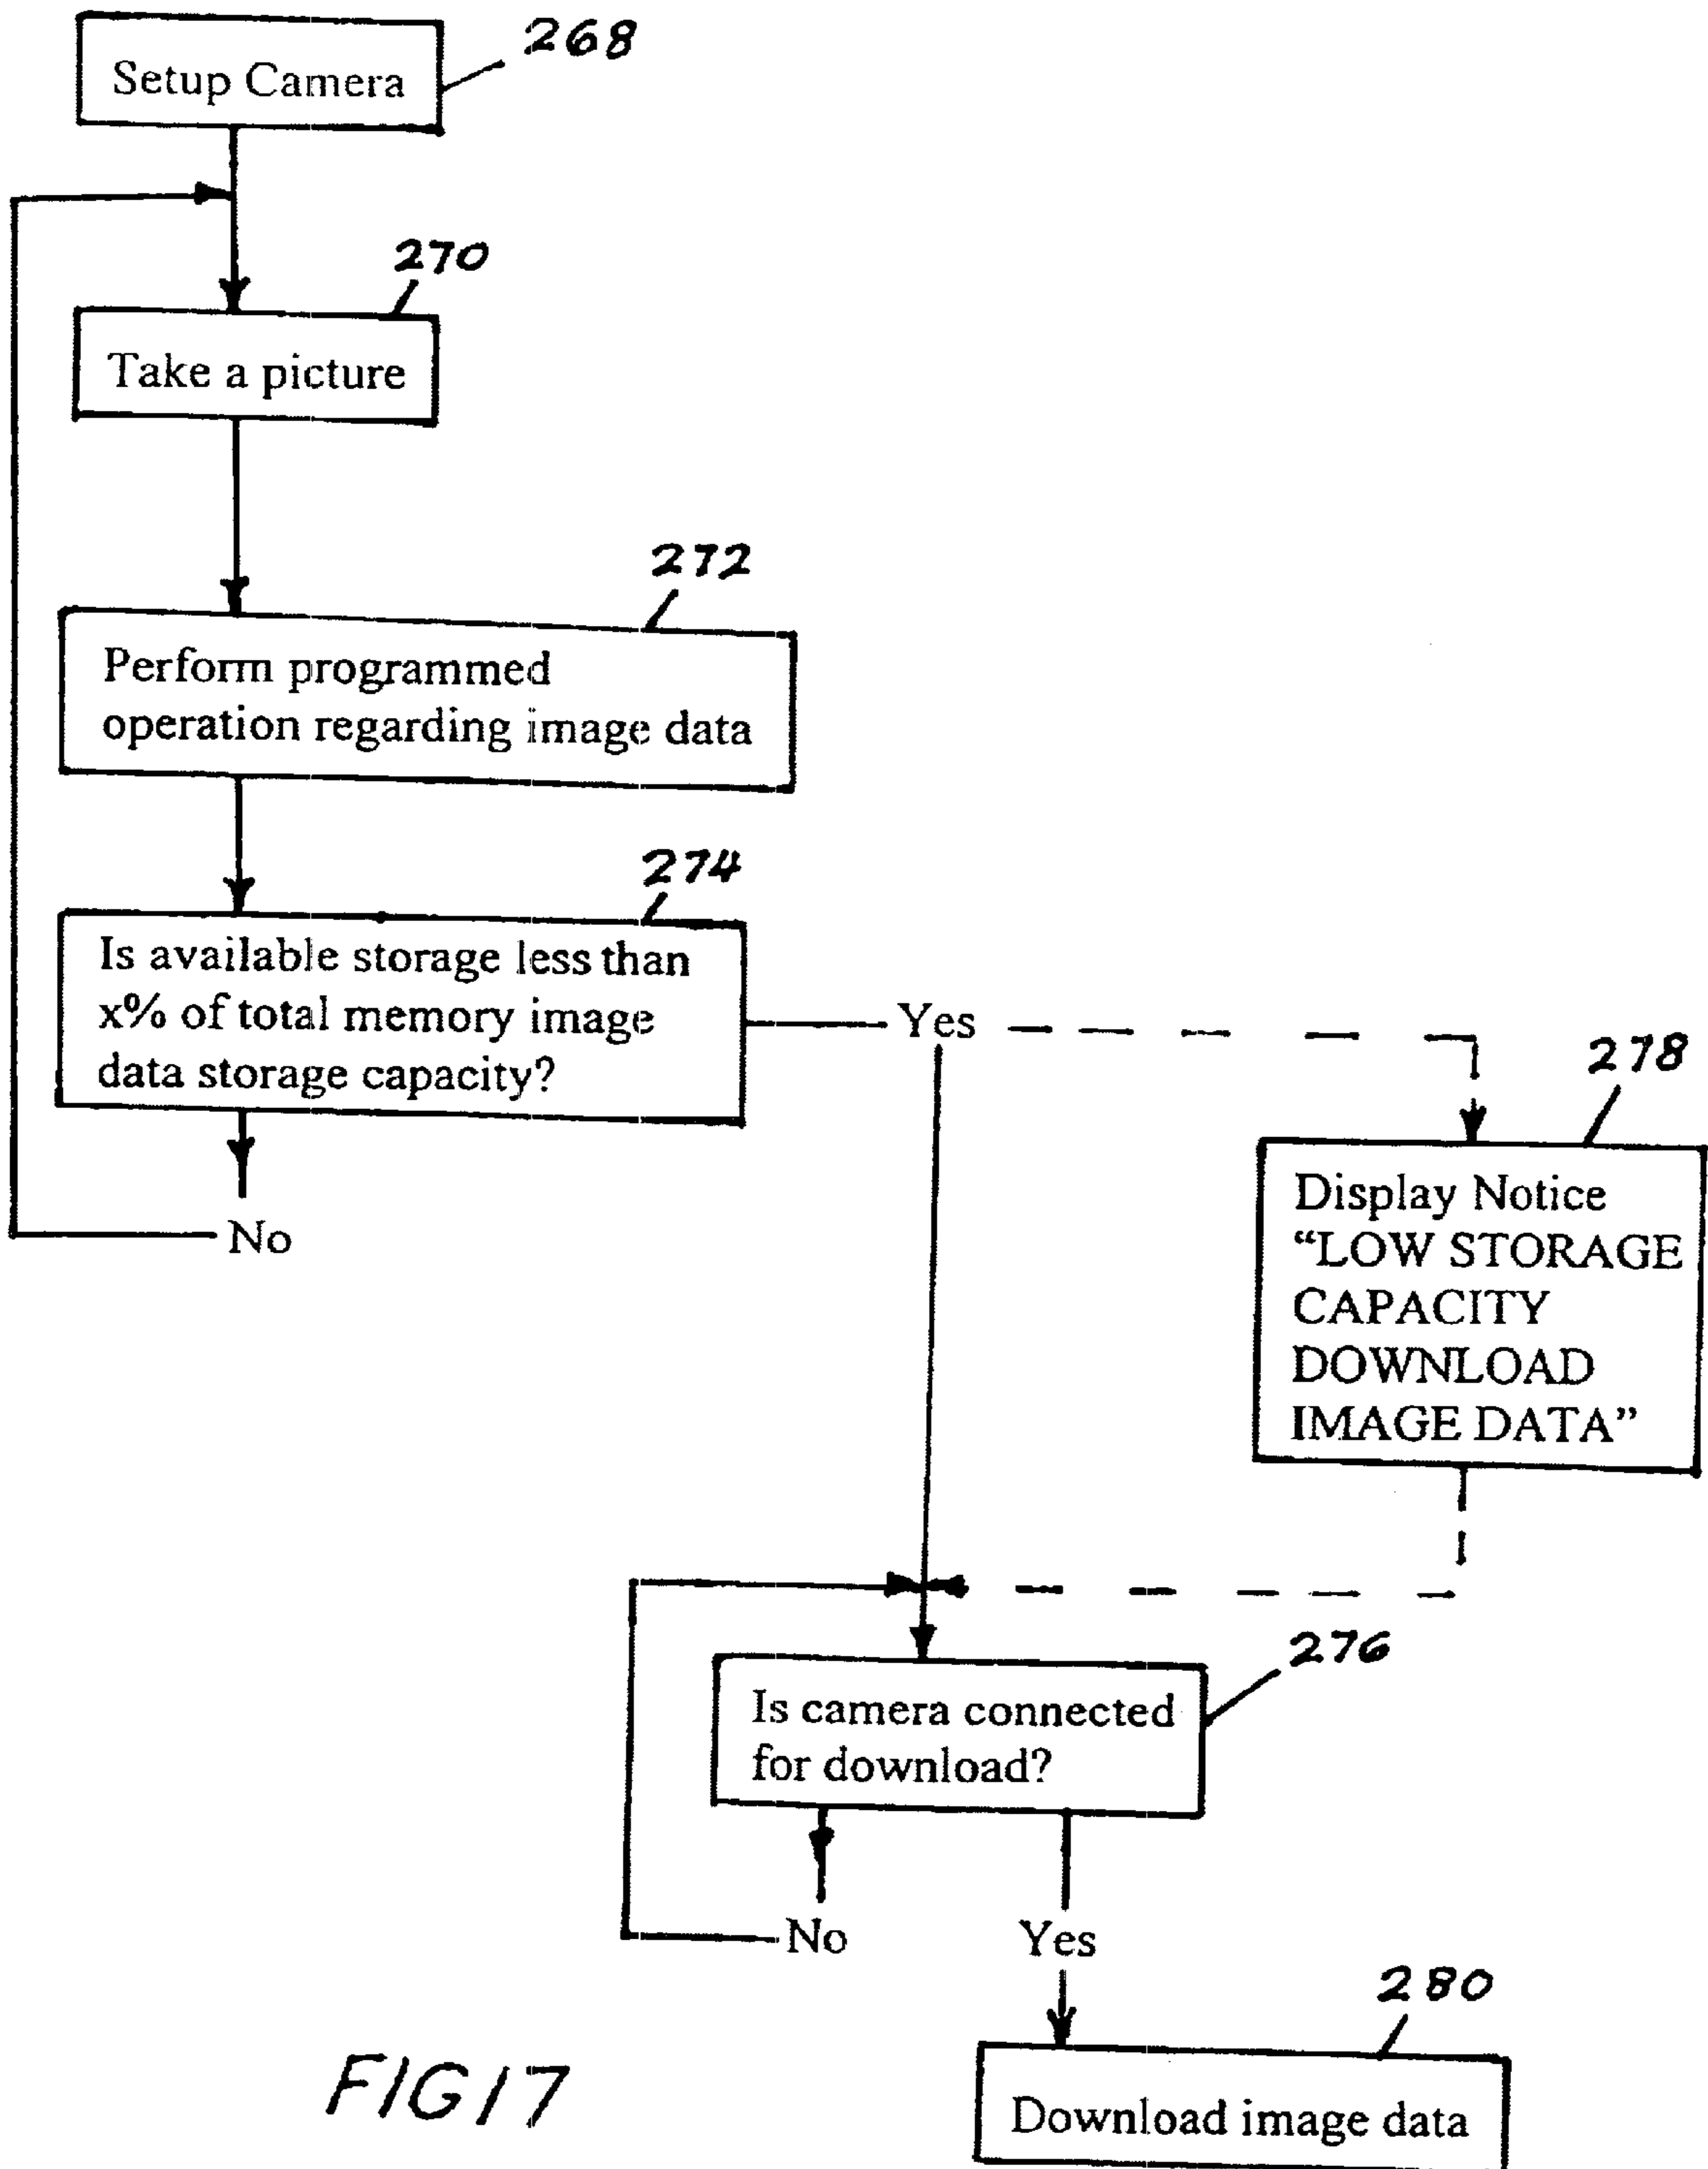 268
Setup Camera
270
Take a picture
272
Perform programmed
operation regarding image data
274
Is available storage less than
x% of total memory image
data storage capacity?
Yes
No
278
Display Notice
“LOW STORAGE
CAPACITY
DOWNLOAD
IMAGE DATA”
276
Is camera connected
for download?
No
Yes
280
Download image data
FIG17